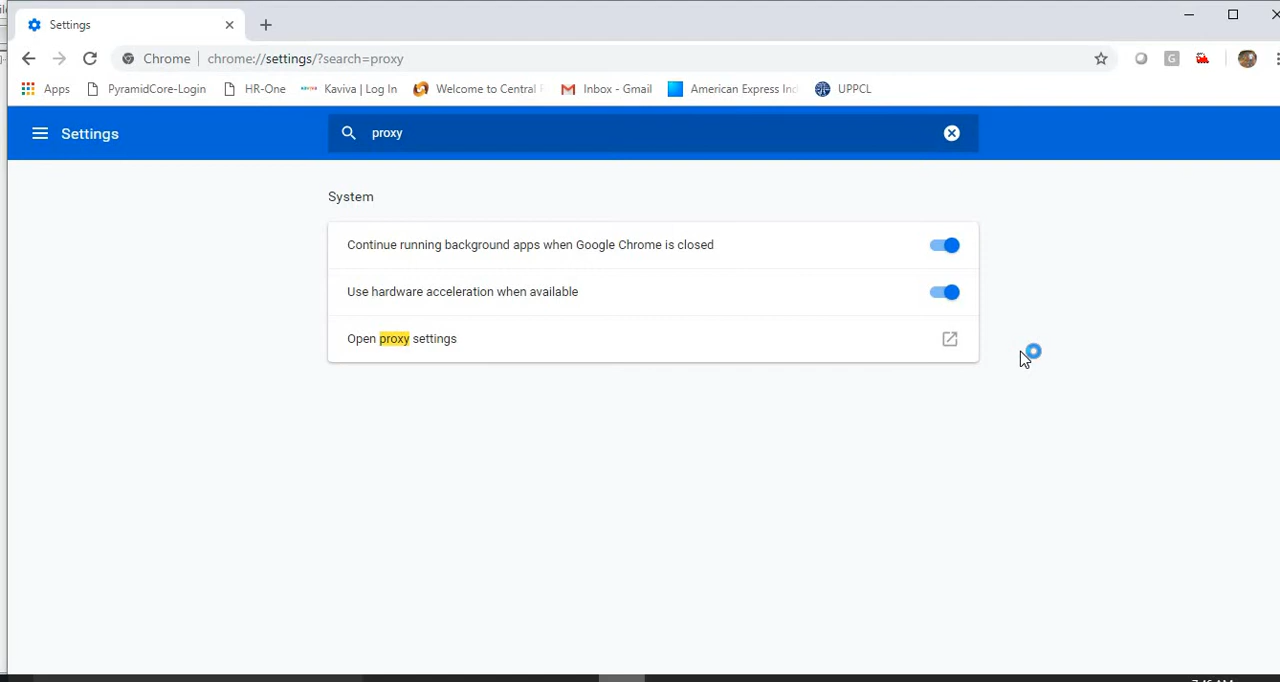 Settings
Chrome | chrome://settings/?search=proxy
G
Apps PyramidCore-Login HR-One Kaviva | Log In Welcome to Central Inbox - Gmail American Express In UPPCL
Settings proxy
System
Continue running background apps when Google Chrome is closed
Use hardware acceleration when available
Open proxy settings